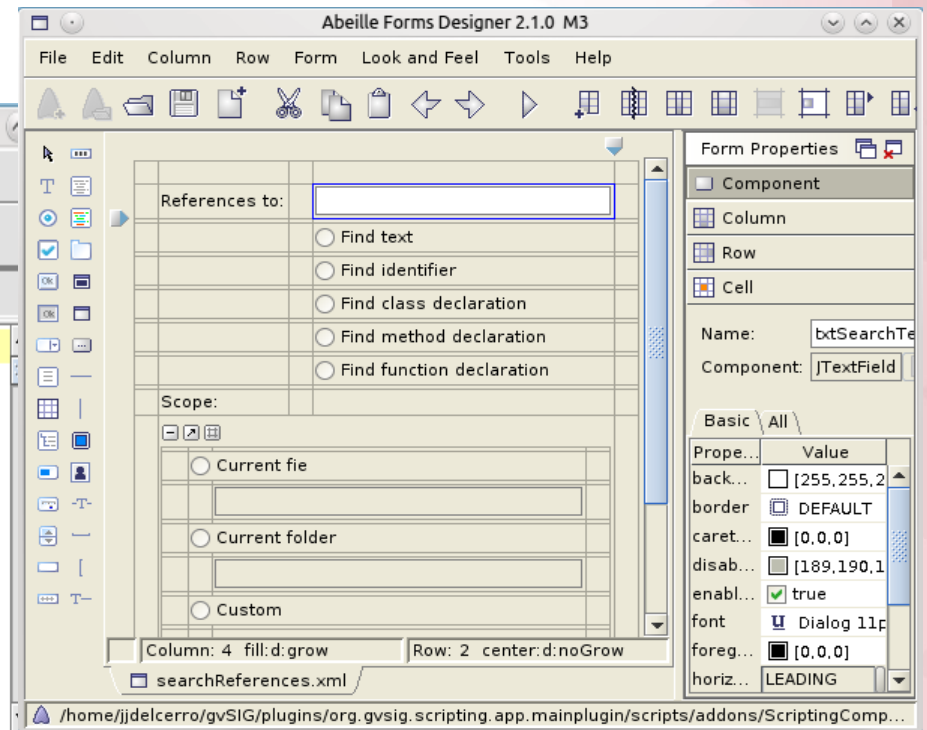 Abeille Forms Designer 2.1.0 M3
File Edit Column Row Form Look and Feel Tools Help
References to:
Find text
Find identifier
Find class declaration
Find method declaration
Find function declaration
Scope:
Current fie
Current folder
Custom
Column: 4 fill:d:grow
Row: 2 center:d:noGrow
searchReferences.xml
Form Properties
Component
Column
Row
Cell
Name: txtSearchTe
Component: JTextField
Basic All
Prope... Value
back... [255,255,2
border DEFAULT
caret... [0,0,0]
disab... [189,190,1
enabl... true
font u Dialog 11p
foreg... [0,0,0]
horiz... LEADING
/home/jjdelcerro/gvSIG/plugins/org.gvsig.scripting.app.mainplugin/scripts/addons/ScriptingComp...